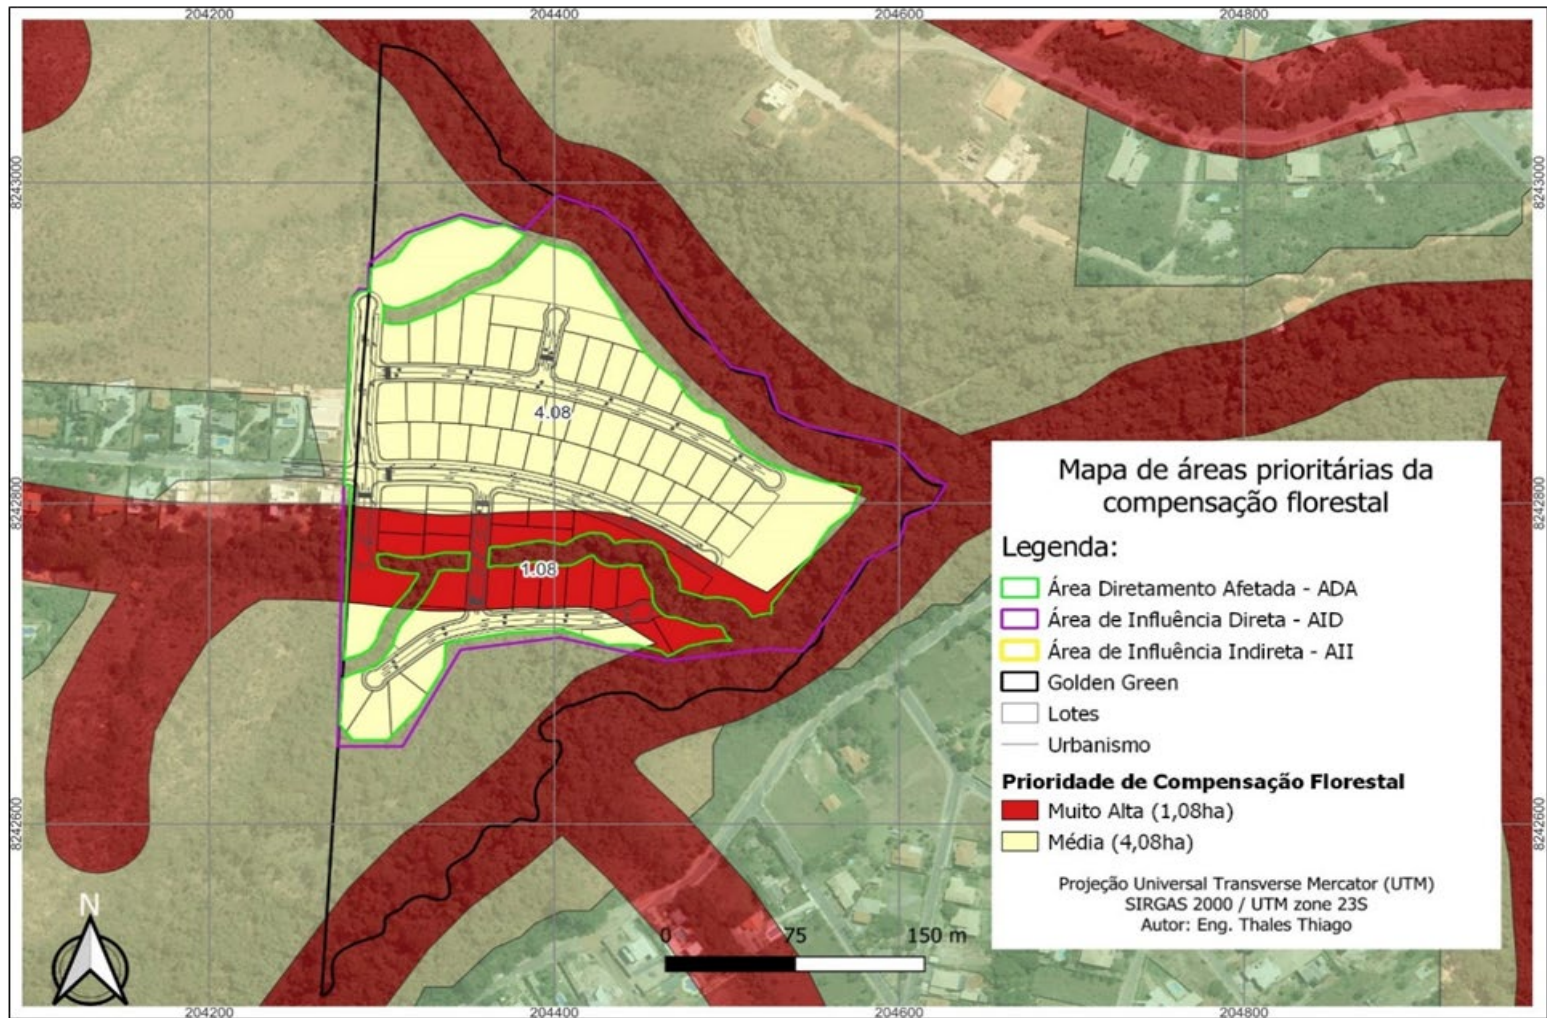 204200 204400 204600 204800
8243000 8243000
4.08
8242800 8242800
1.08
Mapa de áreas prioritárias da
compensação florestal
Legenda:
Área Diretamento Afetada - ADA
Área de Influência Direta - AID
Área de Influência Indireta - AII
Golden Green
Lotes
Urbanismo
Prioridade de Compensação Florestal
Muito Alta (1,08ha)
Média (4,08ha)
8242600 8242600
Projeção Universal Transverse Mercator (UTM)
SIRGAS 2000 / UTM zone 23S
Autor: Eng. Thales Thiago
N
0 75 150 m
204200 204400 204600 204800